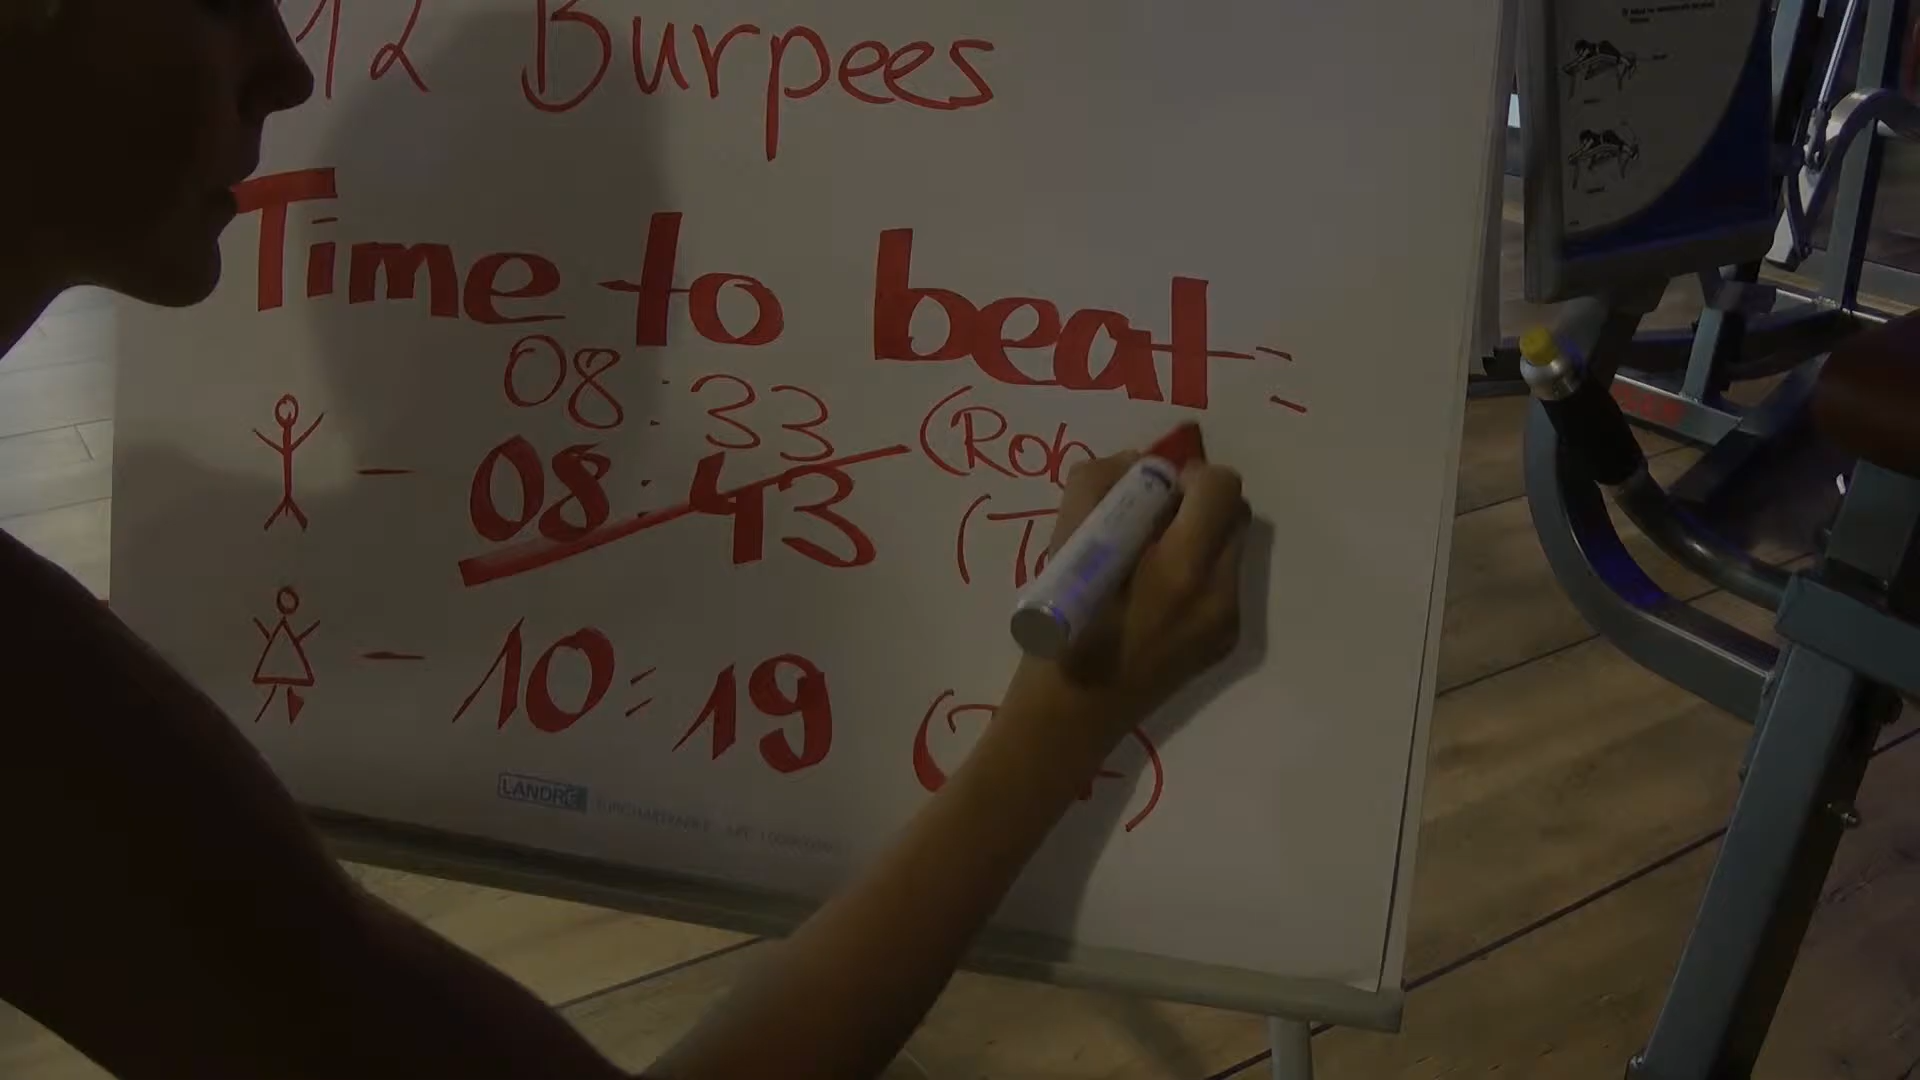 12 Burpees
Time to beat:
08:33 (Rob
- 08:43
- 10:19
LANDRÉ